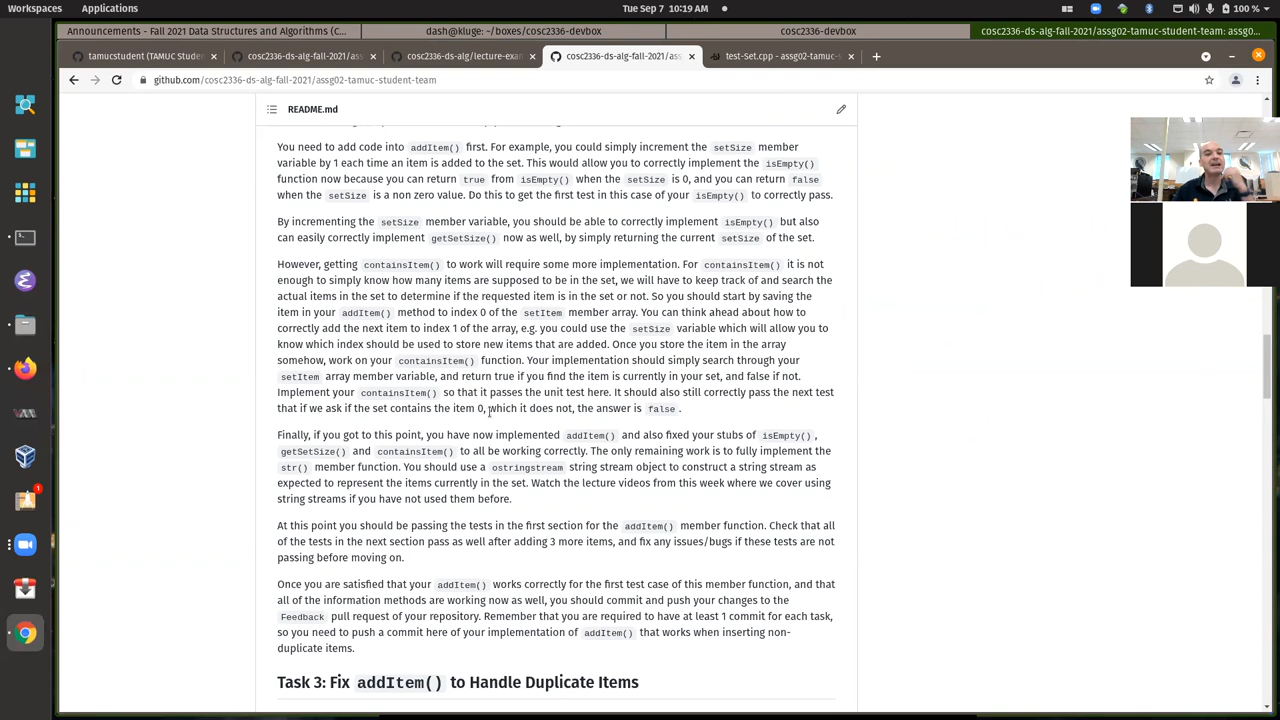 Workspaces Applications Tue Sep 7 10:19 AM 100 %
Announcements - Fall 2021 Data Structures and Algorithms (C... dash@kluge: ~/boxes/cosc2336-devbox cosc2336-devbox cosc2336-ds-alg-fall-2021/assg02-tamuc-student-team: assg0...
tamucstudent (TAMUC Stude cosc2336-ds-alg-fall-2021/a cosc2336-ds-alg/lecture-exam cosc2336-ds-alg-fall-2021/a test-Set.cpp - assg02-tamuc-s
github.com/cosc2336-ds-alg-fall-2021/assg02-tamuc-student-team
README.md
You need to add code into addItem() first. For example, you could simply increment the setSize member
variable by 1 each time an item is added to the set. This would allow you to correctly implement the isEmpty()
function now because you can return true from isEmpty() when the setSize is 0, and you can return false
when the setSize is a non zero value. Do this to get the first test in this case of your isEmpty() to correctly pass.
By incrementing the setSize member variable, you should be able to correctly implement isEmpty() but also
can easily correctly implement getSetSize() now as well, by simply returning the current setSize of the set.
However, getting containsItem() to work will require some more implementation. For containsItem() it is not
enough to simply know how many items are supposed to be in the set, we will have to keep track of and search the
actual items in the set to determine if the requested item is in the set or not. So you should start by saving the
item in your addItem() method to index 0 of the setItem member array. You can think ahead about how to
correctly add the next item to index 1 of the array, e.g. you could use the setSize variable which will allow you to
know which index should be used to store new items that are added. Once you store the item in the array
somehow, work on your containsItem() function. Your implementation should simply search through your
setItem array member variable, and return true if you find the item is currently in your set, and false if not.
Implement your containsItem() so that it passes the unit test here. It should also still correctly pass the next test
that if we ask if the set contains the item 0, which it does not, the answer is false .
Finally, if you got to this point, you have now implemented addItem() and also fixed your stubs of isEmpty() ,
getSetSize() and containsItem() to all be working correctly. The only remaining work is to fully implement the
str() member function. You should use a ostringstream string stream object to construct a string stream as
expected to represent the items currently in the set. Watch the lecture videos from this week where we cover using
string streams if you have not used them before.
At this point you should be passing the tests in the first section for the addItem() member function. Check that all
of the tests in the next section pass as well after adding 3 more items, and fix any issues/bugs if these tests are not
passing before moving on.
Once you are satisfied that your addItem() works correctly for the first test case of this member function, and that
all of the information methods are working now as well, you should commit and push your changes to the
Feedback pull request of your repository. Remember that you are required to have at least 1 commit for each task,
so you need to push a commit here of your implementation of addItem() that works when inserting non-
duplicate items.
Task 3: Fix addItem() to Handle Duplicate Items